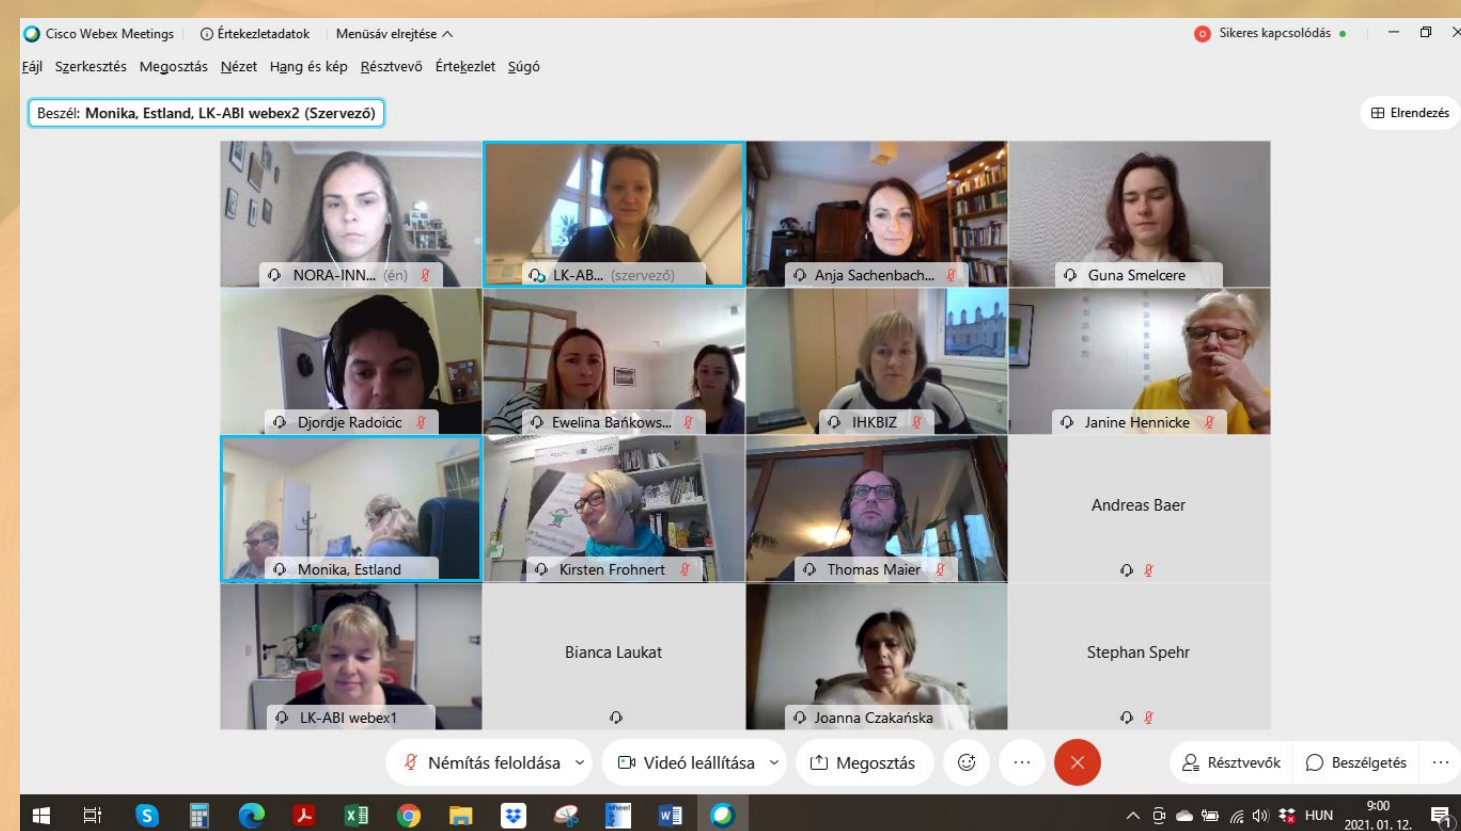 Cisco Webex Meetings Értekezletadatok Menüsáv elrejtése Sikeres kapcsolódás
Fájl Szerkesztés Megosztás Nézet Hang és kép Résztvevő Értekezlet Súgó
Beszél: Monika, Estland, LK-ABI webex2 (Szervező) Elrendezés
NORA-INN... (én) LK-AB... (szervező) Anja Sachenbach... Guna Smelcere
Djordje Radoicic Ewelina Bańkows... IHKBIZ Janine Hennicke
Andreas Baer
Monika, Estland Kirsten Frohnert Thomas Maier
Bianca Laukat Stephan Spehr
LK-ABI webex1 Joanna Czakańska
Némítás feloldása Videó leállítása Megosztás Résztvevők Beszélgetés
HUN 9:00
2021. 01. 12.